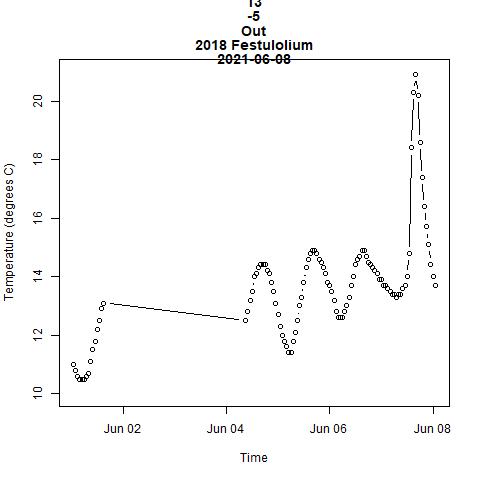 13
-5
Out
2018 Festulolium
2021-06-08
Temperature (degrees C)
20
18
16
14
12
10
Jun 02
Jun 04
Jun 06
Jun 08
Time